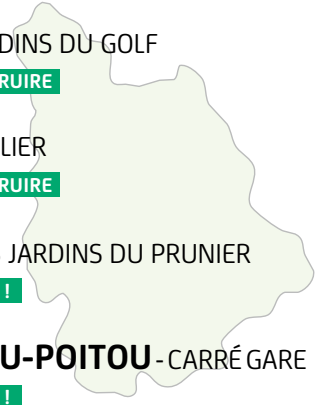 DINS DU GOLF
RUIRE
LIER
RUIRE
JARDINS DU PRUNIER
!
U-POITOU - CARRÉ GARE
!